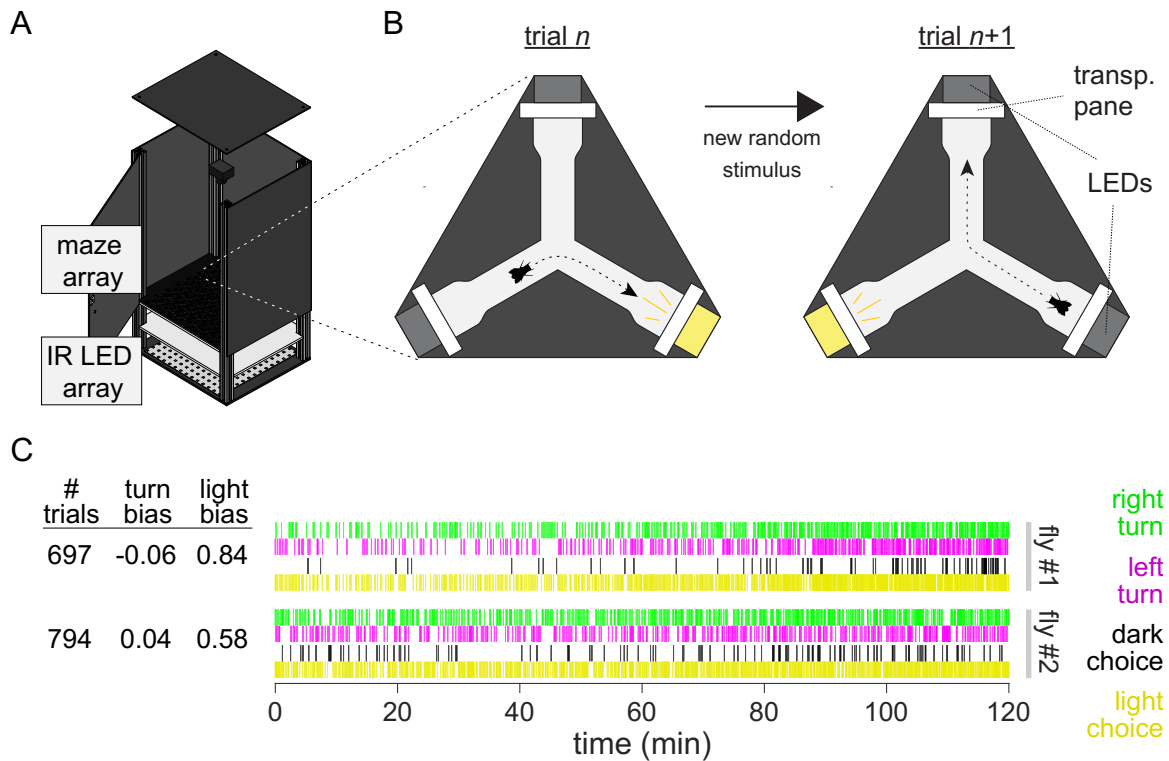 A
maze
array
IR LED
array
B
trial n
trial n+1
new random
stimulus
transp.
pane
LEDs
C
# trials
turn bias
light bias
697 -0.06 0.84
794 0.04 0.58
fly #1
fly #2
right
turn
left
turn
dark
choice
light
choice
0 20 40 60 80 100 120
time (min)